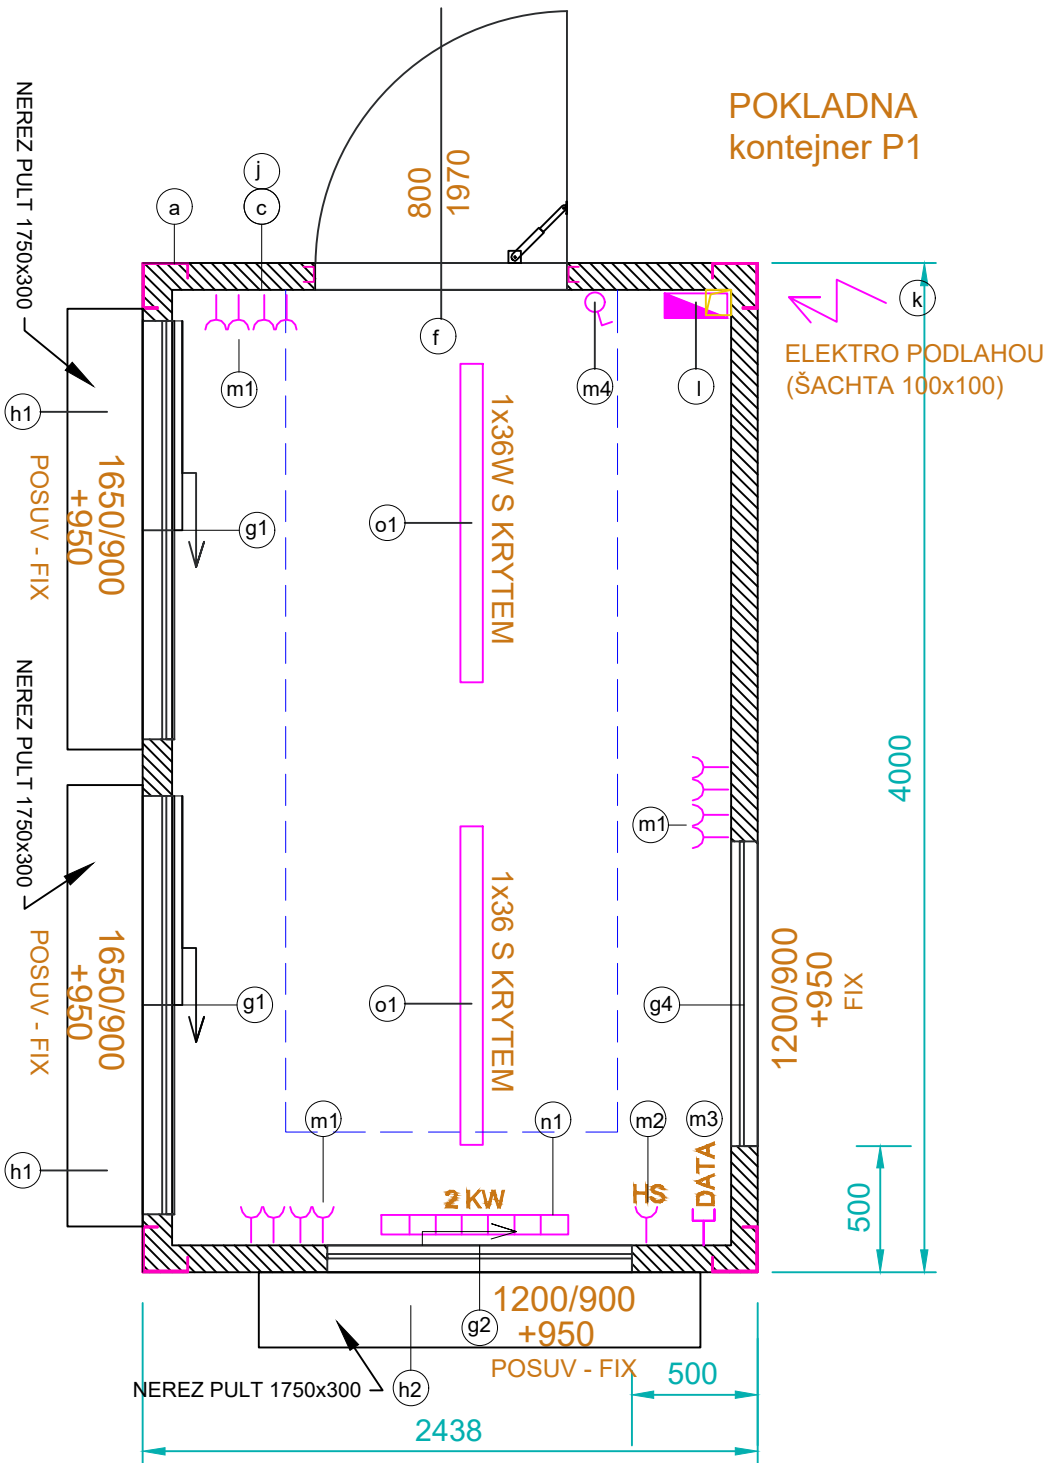 POKLADNA
kontejner P1
NEREZ PULT 1750x300
j
a
c
800
1970
k
f
ELEKTRO PODLAHOU
(ŠACHTA 100x100)
m1
m4
l
h1
1650/900
+950
POSUV - FIX
g1
o1
1x36W S KRYTEM
NEREZ PULT 1750x300
4000
m1
1650/900
+950
POSUV - FIX
g1
o1
1x36 S KRYTEM
g4
1200/900
+950
FIX
m1
n1
m2
m3
h1
2 KW
HS
DATA
500
1200/900
+950
POSUV - FIX
g2
NEREZ PULT 1750x300
h2
500
2438